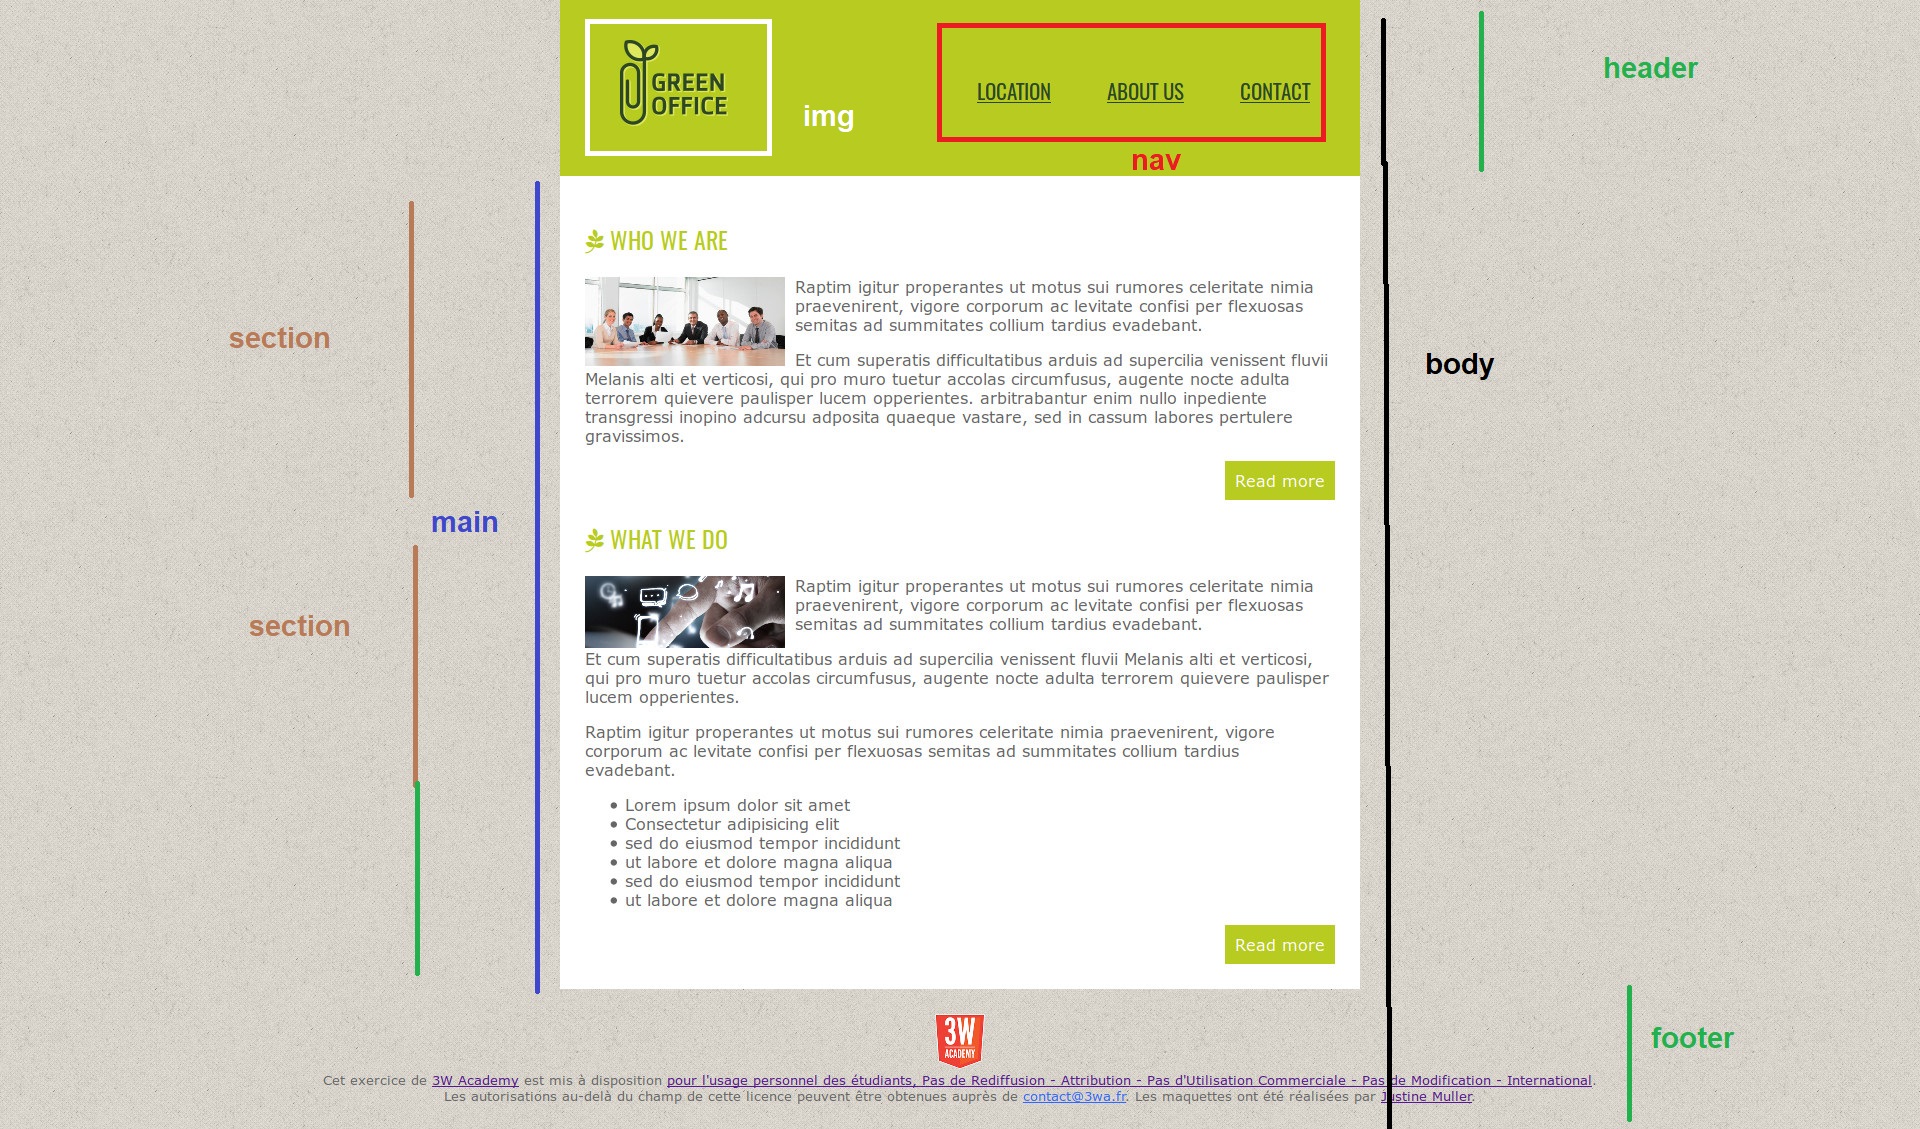 GREEN
OFFICE
img
LOCATION
ABOUT US
CONTACT
nav
header
WHO WE ARE
section
Raptim igitur properantes ut motus sui rumores celeritate nimia
praevenirent, vigore corporum ac levitate confisi per flexuosas
semitas ad summitates collium tardius evadebant.
Et cum superatis difficultatibus arduis ad supercilia venissent fluvii
Melanis alti et verticosi, qui pro muro tuetur accolas circumfusus, augente nocte adulta
terrorem quievere paulisper lucem opperientes. arbitrabantur enim nullo inpediente
transgressi inopino adcursu adposita quaeque vastare, sed in cassum labores pertulere
gravissimos.
body
Read more
main
WHAT WE DO
section
Raptim igitur properantes ut motus sui rumores celeritate nimia
praevenirent, vigore corporum ac levitate confisi per flexuosas
semitas ad summitates collium tardius evadebant.
Et cum superatis difficultatibus arduis ad supercilia venissent fluvii Melanis alti et verticosi,
qui pro muro tuetur accolas circumfusus, augente nocte adulta terrorem quievere paulisper
lucem opperientes.
Raptim igitur properantes ut motus sui rumores celeritate nimia praevenirent, vigore
corporum ac levitate confisi per flexuosas semitas ad summitates collium tardius
evadebant.
• Lorem ipsum dolor sit amet
• Consectetur adipisicing elit
• sed do eiusmod tempor incididunt
• ut labore et dolore magna aliqua
• sed do eiusmod tempor incididunt
• ut labore et dolore magna aliqua
Read more
3W
ACADEMY
footer
Cet exercice de 3W Academy est mis à disposition pour l'usage personnel des étudiants, Pas de Rediffusion - Attribution - Pas d'Utilisation Commerciale - Pas de Modification - International.
Les autorisations au-delà du champ de cette licence peuvent être obtenues auprès de contact@3wa.fr. Les maquettes ont été réalisées par Justine Muller.